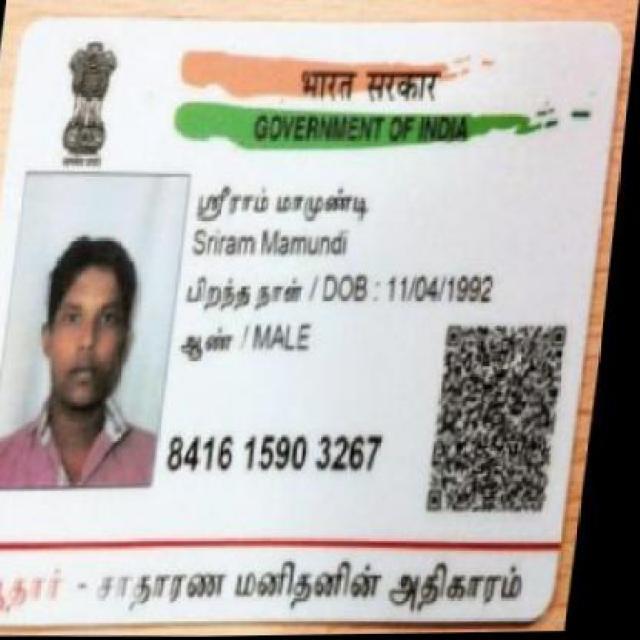 भारत सरकार
GOVERNMENT OF INDIA
ஸ்ரீராம் மாமுண்டி
Sriram Mamundi
பிறந்த நாள் / DOB : 11/04/1992
ஆண் / MALE
8416 1590 3267
- சாதாரண மனிதனின் அதிகாரம்